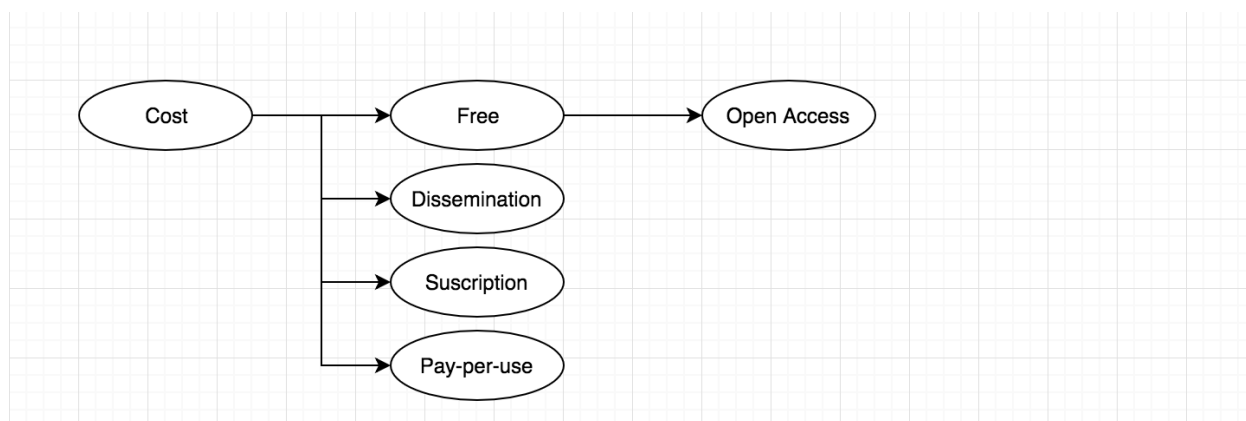 Cost
Free
Open Access
Dissemination
Suscription
Pay-per-use